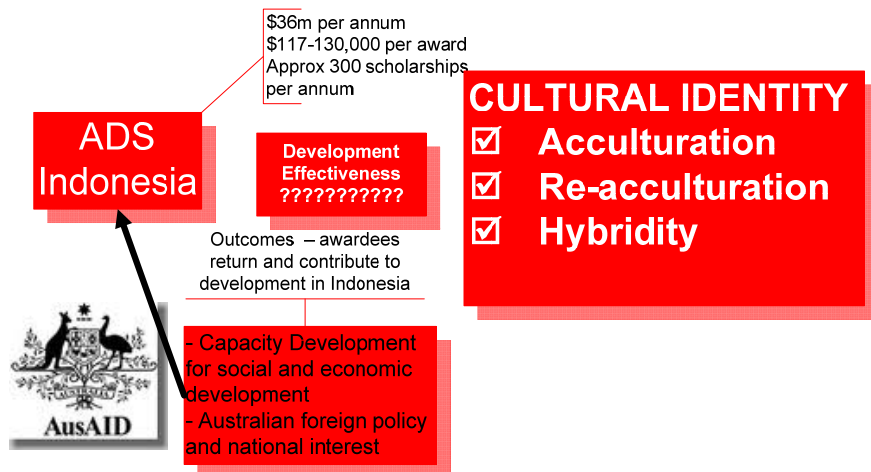 $36m per annum
$117-130,000 per award
Approx 300 scholarships
per annum
ADS
Indonesia
Development
Effectiveness
???????????
Outcomes – awardees
return and contribute to
development in Indonesia
- Capacity Development
for social and economic
development
- Australian foreign policy
and national interest
AUSTRALIA
AusAID
CULTURAL IDENTITY
☑ Acculturation
☑ Re-acculturation
☑ Hybridity